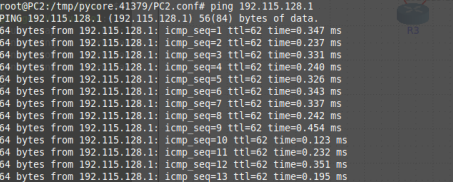 root@PC2:/tmp/pycore.41379/PC2.conf# ping 192.115.128.1
PING 192.115.128.1 (192.115.128.1) 56(84) bytes of data.
64 bytes from 192.115.128.1: icmp_seq=1 ttl=62 time=0.347 ms
64 bytes from 192.115.128.1: icmp_seq=2 ttl=62 time=0.237 ms
64 bytes from 192.115.128.1: icmp_seq=3 ttl=62 time=0.331 ms
64 bytes from 192.115.128.1: icmp_seq=4 ttl=62 time=0.240 ms
64 bytes from 192.115.128.1: icmp_seq=5 ttl=62 time=0.326 ms
64 bytes from 192.115.128.1: icmp_seq=6 ttl=62 time=0.343 ms
64 bytes from 192.115.128.1: icmp_seq=7 ttl=62 time=0.337 ms
64 bytes from 192.115.128.1: icmp_seq=8 ttl=62 time=0.242 ms
64 bytes from 192.115.128.1: icmp_seq=9 ttl=62 time=0.454 ms
64 bytes from 192.115.128.1: icmp_seq=10 ttl=62 time=0.123 ms
64 bytes from 192.115.128.1: icmp_seq=11 ttl=62 time=0.232 ms
64 bytes from 192.115.128.1: icmp_seq=12 ttl=62 time=0.351 ms
64 bytes from 192.115.128.1: icmp_seq=13 ttl=62 time=0.195 ms
R3